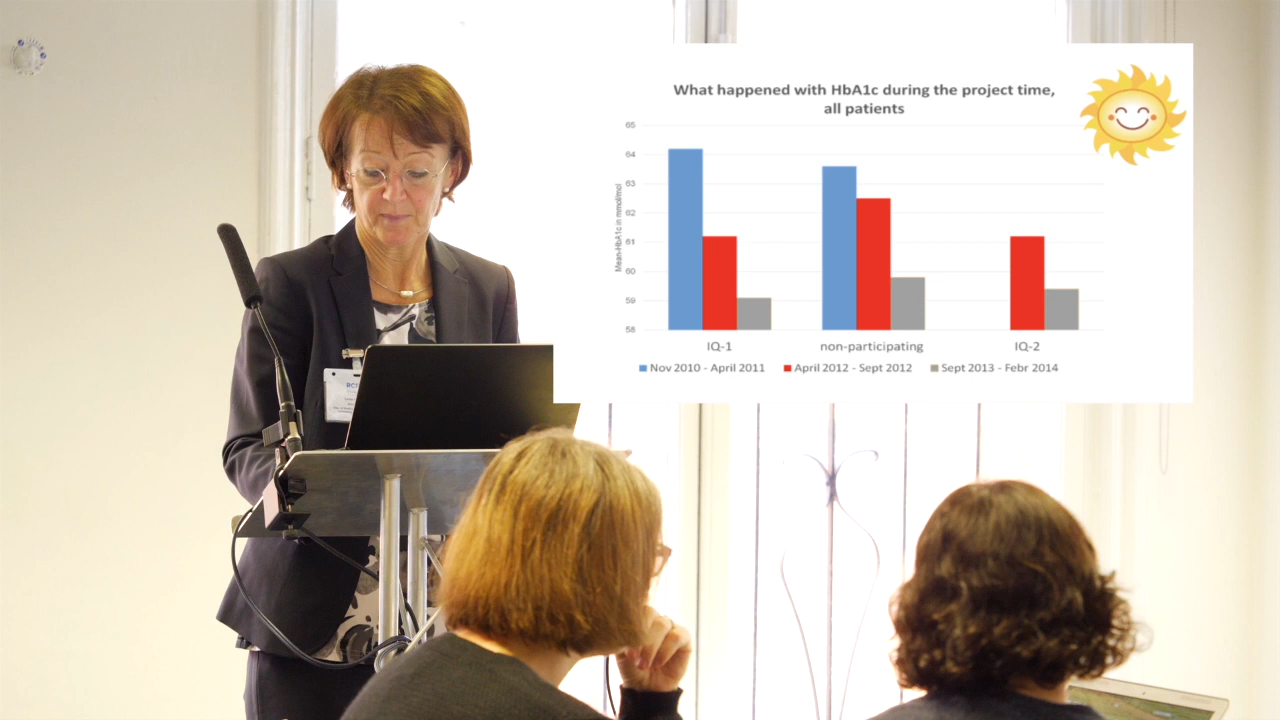 What happened with HbA1c during the project time,
all patients
65
64
63
62
61
60
59
58
Mean-HbA1c in mmol/mol
IQ-1
non-participating
IQ-2
Nov 2010 - April 2011
April 2012 - Sept 2012
Sept 2013 - Febr 2014